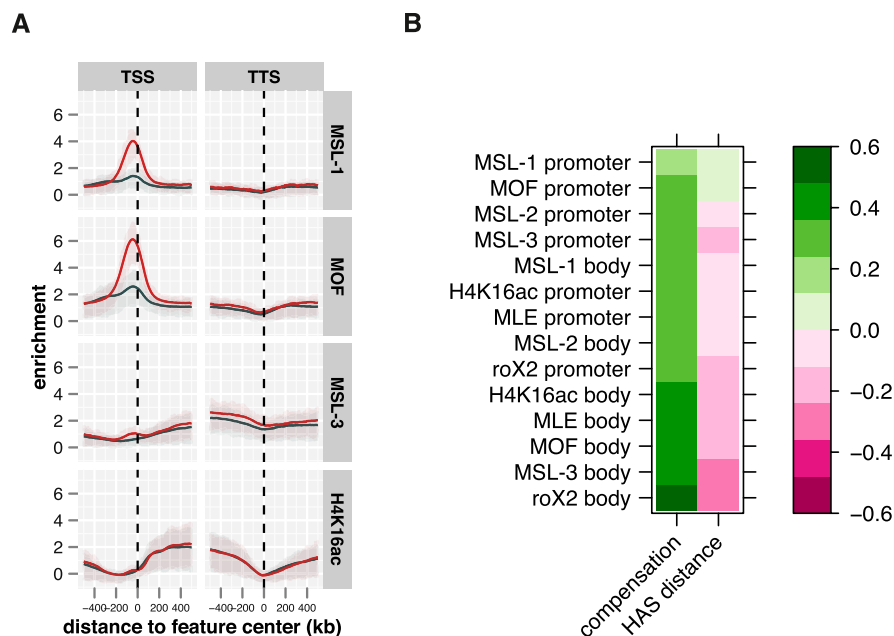 A
B
TSS
TTS
6
4
2
0
MSL-1
6
4
2
0
MOF
6
4
2
0
MSL-3
6
4
2
0
H4K16ac
enrichment
−400 −200 0 200 400
−400 −200 0 200 400
distance to feature center (kb)
MSL-1 promoter
MOF promoter
MSL-2 promoter
MSL-3 promoter
MSL-1 body
H4K16ac promoter
MLE promoter
MSL-2 body
roX2 promoter
H4K16ac body
MLE body
MOF body
MSL-3 body
roX2 body
compensation
HAS distance
0.6
0.4
0.2
0.0
−0.2
−0.4
−0.6